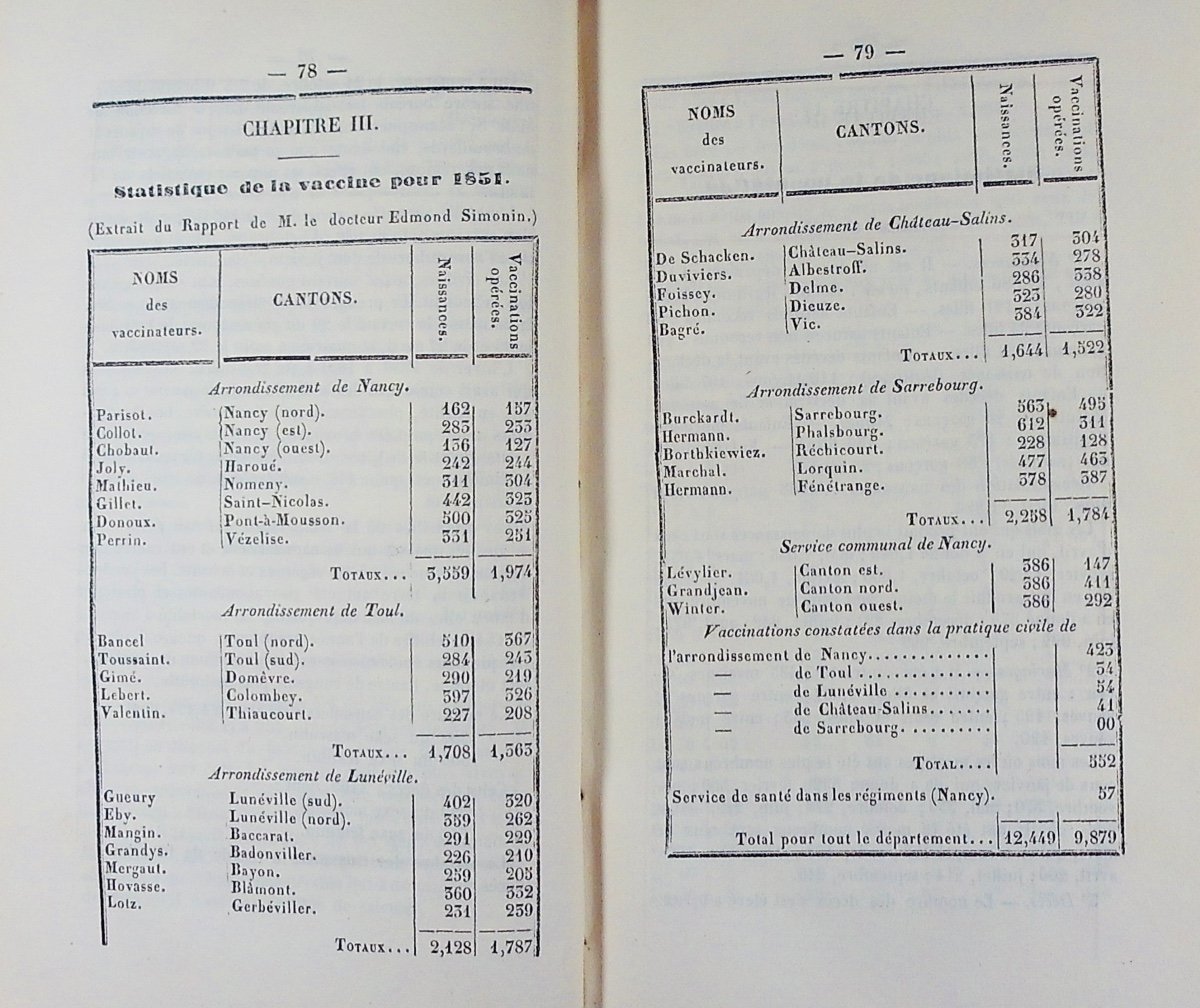 — 78 —
CHAPITRE III.
Statistique de la vaccine pour 1851.
(Extrait du Rapport de M. le docteur Edmond Simonin.)
NOMS des vaccinateurs. CANTONS. Naissances. Vaccinations opérées.
Arrondissement de Nancy.
Parisot. Nancy (nord). 162 157
Collot. Nancy (est). 283 233
Chobaut. Nancy (ouest). 136 127
Joly. Haroué. 242 244
Mathieu. Nomeny. 311 304
Gillet. Saint-Nicolas. 442 323
Donoux. Pont-à-Mousson. 500 325
Perrin. Vézelise. 331 251
TOTAUX... 3,559 1,974
Arrondissement de Toul.
Bancel Toul (nord). 510 367
Toussaint. Toul (sud). 284 243
Gimé. Domèvre. 290 219
Lebert. Colombey. 397 326
Valentin. Thiaucourt. 227 208
TOTAUX... 1,708 1,363
Arrondissement de Lunéville.
Gueury Lunéville (sud). 402 320
Eby. Lunéville (nord). 359 262
Mangin. Baccarat. 291 229
Grandys. Badonviller. 226 210
Mergaut. Bayon. 259 205
Hovasse. Blâmont. 360 332
Lotz. Gerbéviller. 231 239
TOTAUX... 2,128 1,787
— 79 —
NOMS des vaccinateurs. CANTONS. Naissances. Vaccinations opérées.
Arrondissement de Château-Salins.
De Schacken. Château-Salins. 317 304
Duviviers. Albestroff. 334 278
Foissey. Delme. 286 338
Pichon. Dieuze. 323 280
Bagré. Vic. 384 322
TOTAUX... 1,644 1,522
Arrondissement de Sarrebourg.
Burckardt. Sarrebourg. 563 495
Hermann. Phalsbourg. 612 311
Borthkiewiez. Réchicourt. 228 128
Marchal. Lorquin. 477 463
Hermann. Fénétrange. 378 387
TOTAUX... 2,258 1,784
Service communal de Nancy.
Lévylier. Canton est. 386 147
Grandjean. Canton nord. 386 411
Winter. Canton ouest. 386 292
Vaccinations constatées dans la pratique civile de
l'arrondissement de Nancy............... 423
— de Toul ............... 34
— de Lunéville ........... 54
— de Château-Salins....... 41
— de Sarrebourg.......... 00
TOTAL.... 552
Service de santé dans les régiments (Nancy). 57
Total pour tout le département... 12,449 9,879